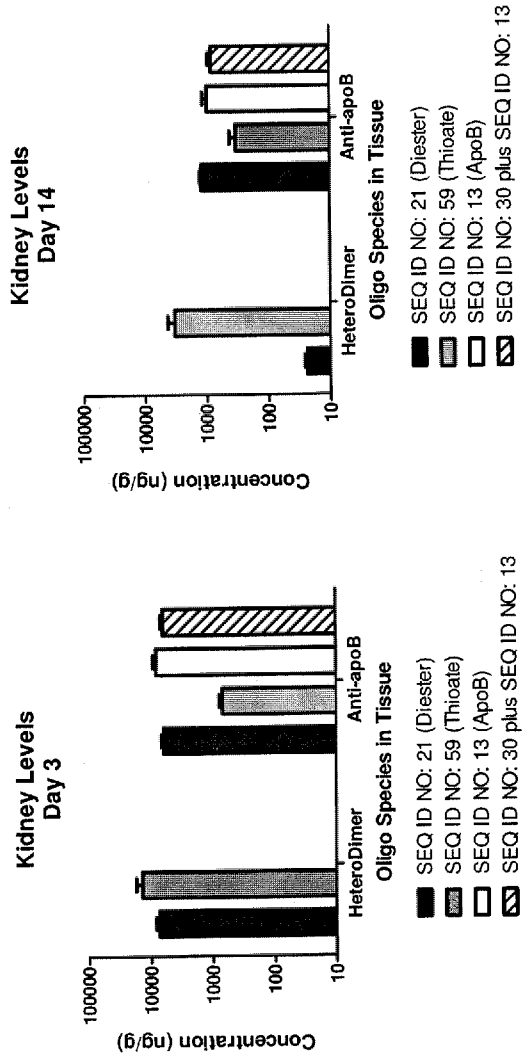 Kidney Levels
Day 3
Concentration (ng/g)
100000
10000
1000
100
10
HeteroDimer
Anti-apoB
Oligo Species in Tissue
SEQ ID NO: 21 (Diester)
SEQ ID NO: 59 (Thioate)
SEQ ID NO: 13 (ApoB)
SEQ ID NO: 30 plus SEQ ID NO: 13
Kidney Levels
Day 14
Concentration (ng/g)
100000
10000
1000
100
10
HeteroDimer
Anti-apoB
Oligo Species in Tissue
SEQ ID NO: 21 (Diester)
SEQ ID NO: 59 (Thioate)
SEQ ID NO: 13 (ApoB)
SEQ ID NO: 30 plus SEQ ID NO: 13